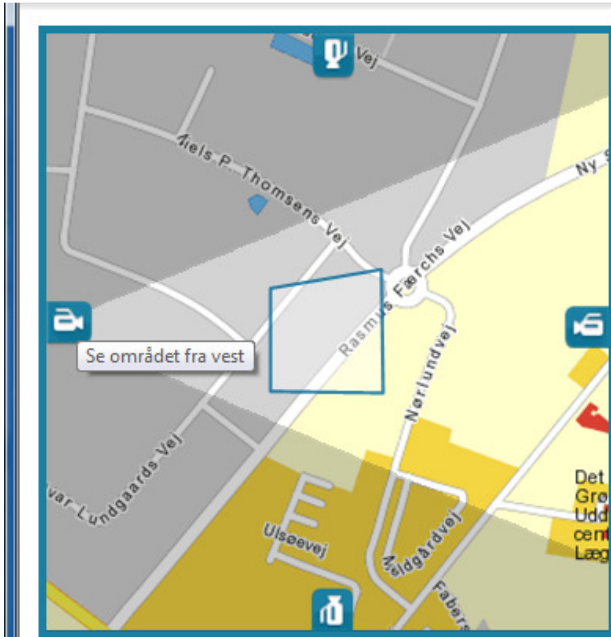 Vej
Niels P. Thomsens Vej
Ny
Rasmus Færchs Vej
Se området fra vest
Nørlundvej
var Lundgaards Vej
Ulsøevej
Meldgårdvej
Fabers
Det
Grø
Udd
cent
Læg